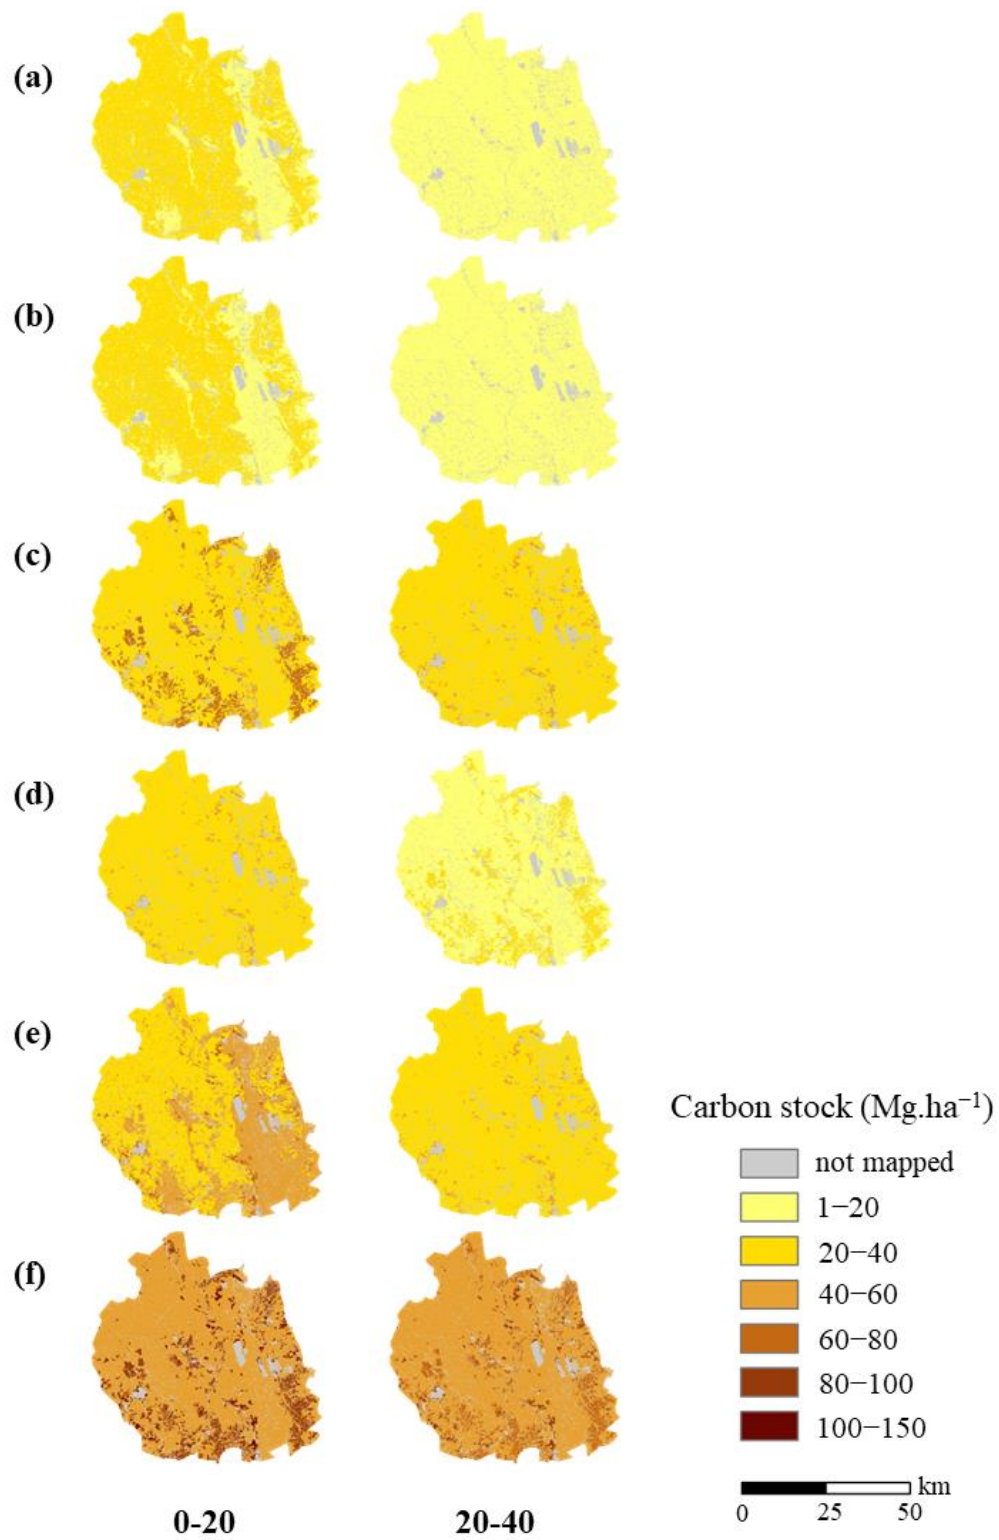 (a)
(b)
(c)
(d)
(e)
(f)
Carbon stock (Mg.ha⁻¹)
not mapped
1−20
20−40
40−60
60−80
80−100
100−150
km
0 25 50
0-20 20-40